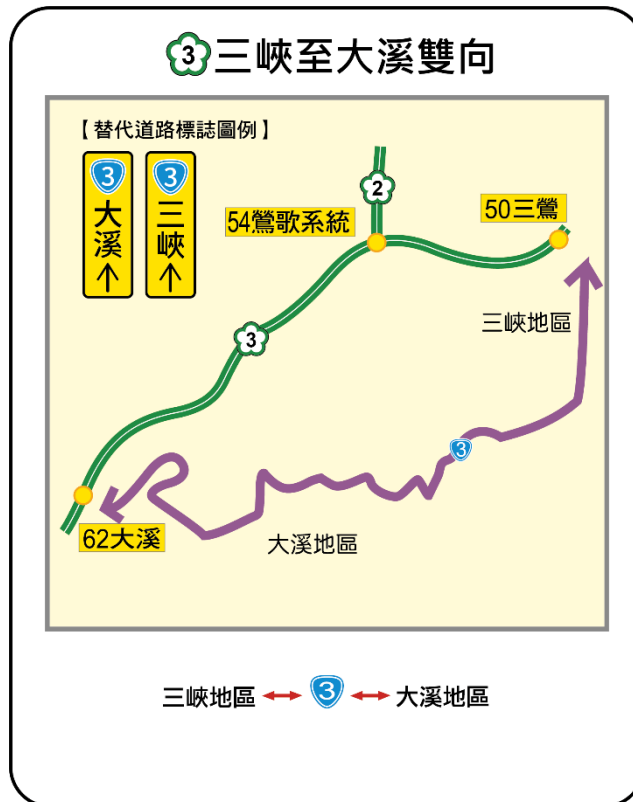 3三峽至大溪雙向
【替代道路標誌圖例】
3
大溪↑
3
三峽↑
2
54鶯歌系統
50三鶯
三峽地區
3
3
62大溪
大溪地區
三峽地區 ↔ 3 ↔ 大溪地區